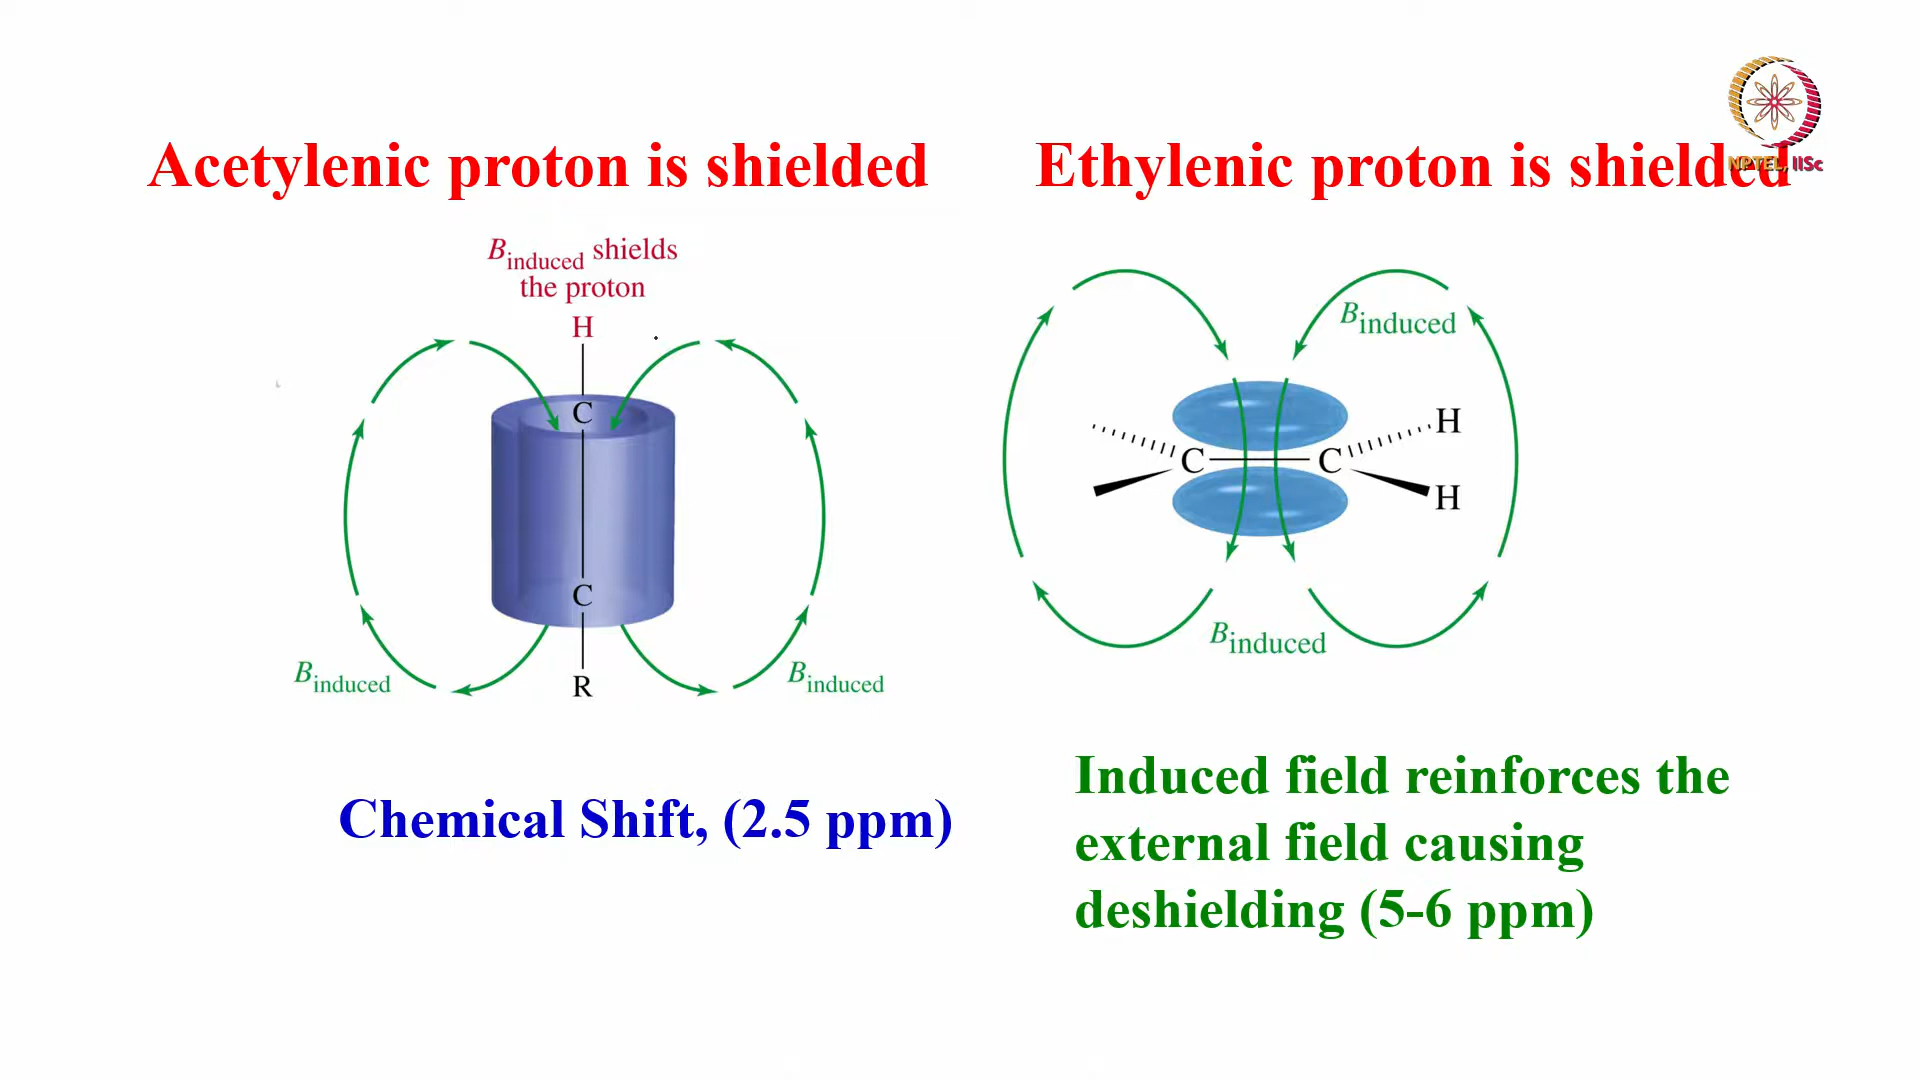 Acetylenic proton is shielded
Ethylenic proton is shielded
NPTEL, IISc
Binduced shields
the proton
H
C
C
R
Binduced
Binduced
Chemical Shift, (2.5 ppm)
Binduced
C
C
H
H
Binduced
Induced field reinforces the
external field causing
deshielding (5-6 ppm)